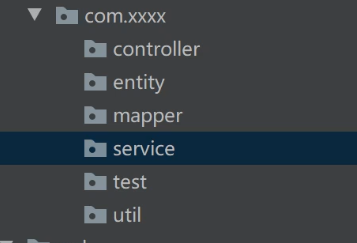 com.xxxx
controller
entity
mapper
service
test
util